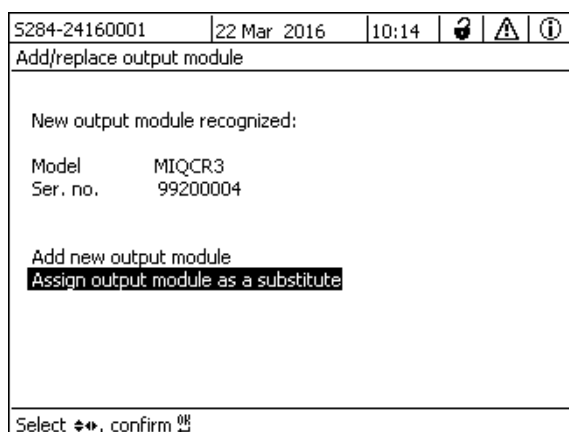 S284-24160001 22 Mar 2016 10:14
Add/replace output module
New output module recognized:
Model MIQCR3
Ser. no. 99200004
Add new output module
Assign output module as a substitute
Select , confirm OK